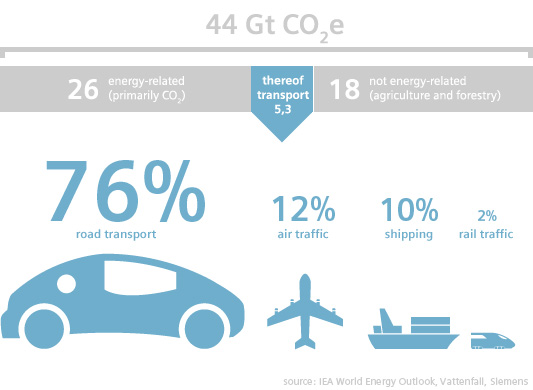 44 Gt CO₂e
26 energy-related
(primarily CO₂)
thereof
transport
5,3
18 not energy-related
(agriculture and forestry)
76%
road transport
12%
air traffic
10%
shipping
2%
rail traffic
source: IEA World Energy Outlook, Vattenfall, Siemens